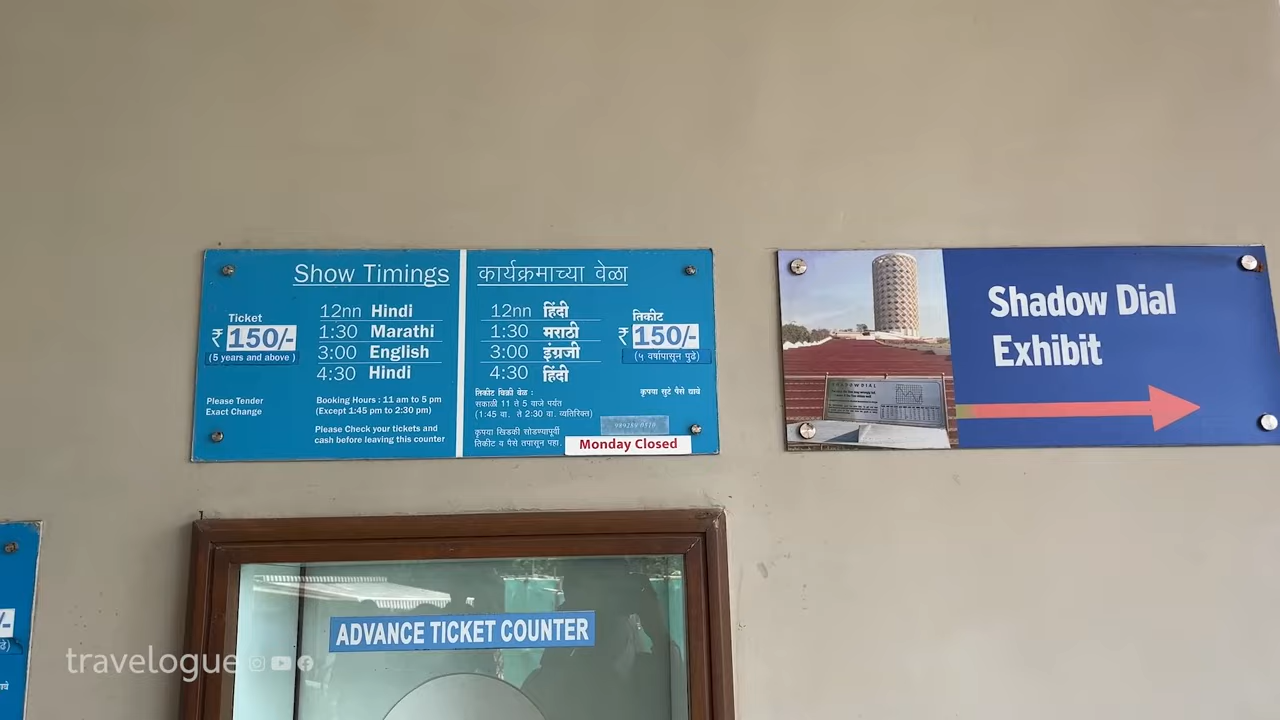 Show Timings
Ticket
₹ 150/-
(5 years and above)
12nn Hindi
1:30 Marathi
3:00 English
4:30 Hindi
Please Tender
Exact Change
Booking Hours : 11 am to 5 pm
(Except 1:45 pm to 2:30 pm)
Please Check your tickets and
cash before leaving this counter
कार्यक्रमाच्या वेळा
12nn हिंदी
1:30 मराठी
3:00 इंग्रजी
4:30 हिंदी
तिकीट
₹ 150/-
(५ वर्षापासून पुढे)
तिकीट विक्री वेळ :
सकाळी 11 ते 5 वाजे पर्यंत
(1:45 वा. ते 2:30 वा. व्यतिरिक्त)
कृपया सुटे पैसे द्यावे
कृपया खिडकी सोडण्यापूर्वी
तिकीट व पैसे तपासून पहा.
Monday Closed
Shadow Dial
Exhibit
SHADOW DIAL
ADVANCE TICKET COUNTER
travelogue